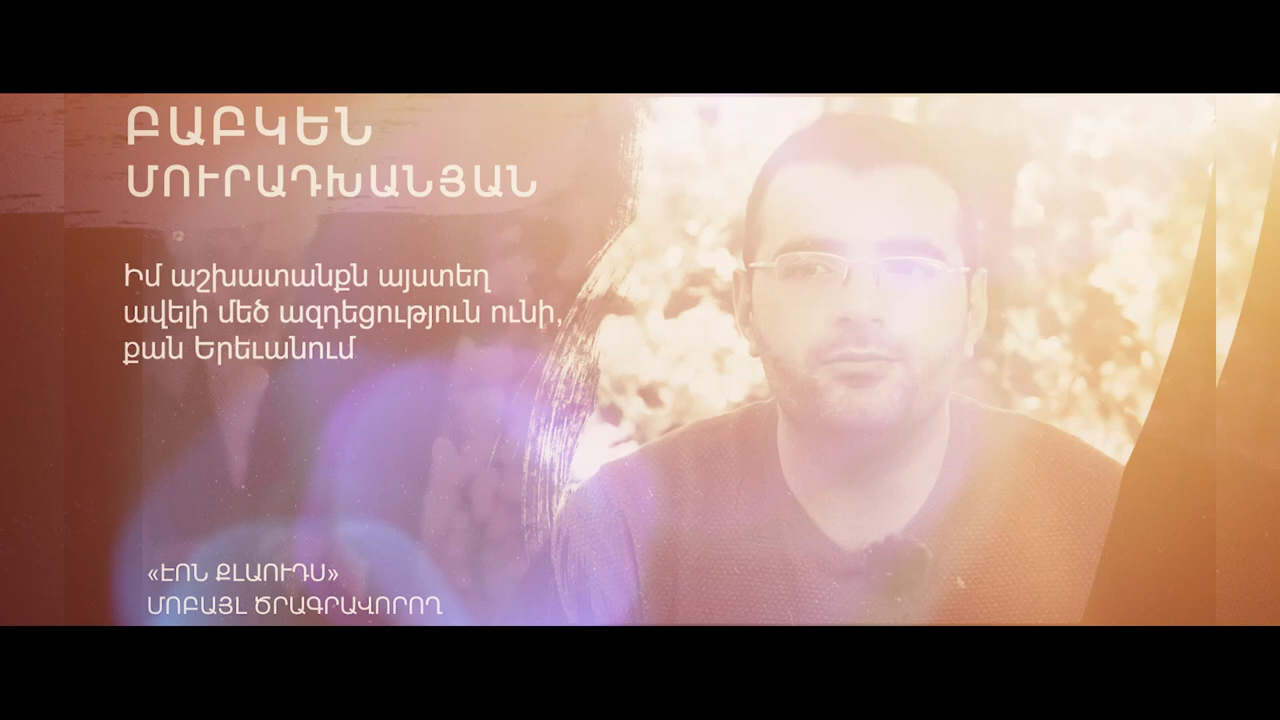 ԲԱԲԿԵՆ
ՄՈՒՐԱԴԽԱՆՅԱՆ
Իմ աշխատանքն այստեղ
ավելի մեծ ազդեցություն ունի,
քան Երեւանում
«ԷՈՆ ՔԼԱՈՒԴՍ»
ՄՈԲԱՅԼ ԾՐԱԳՐԱՎՈՐՈՂ